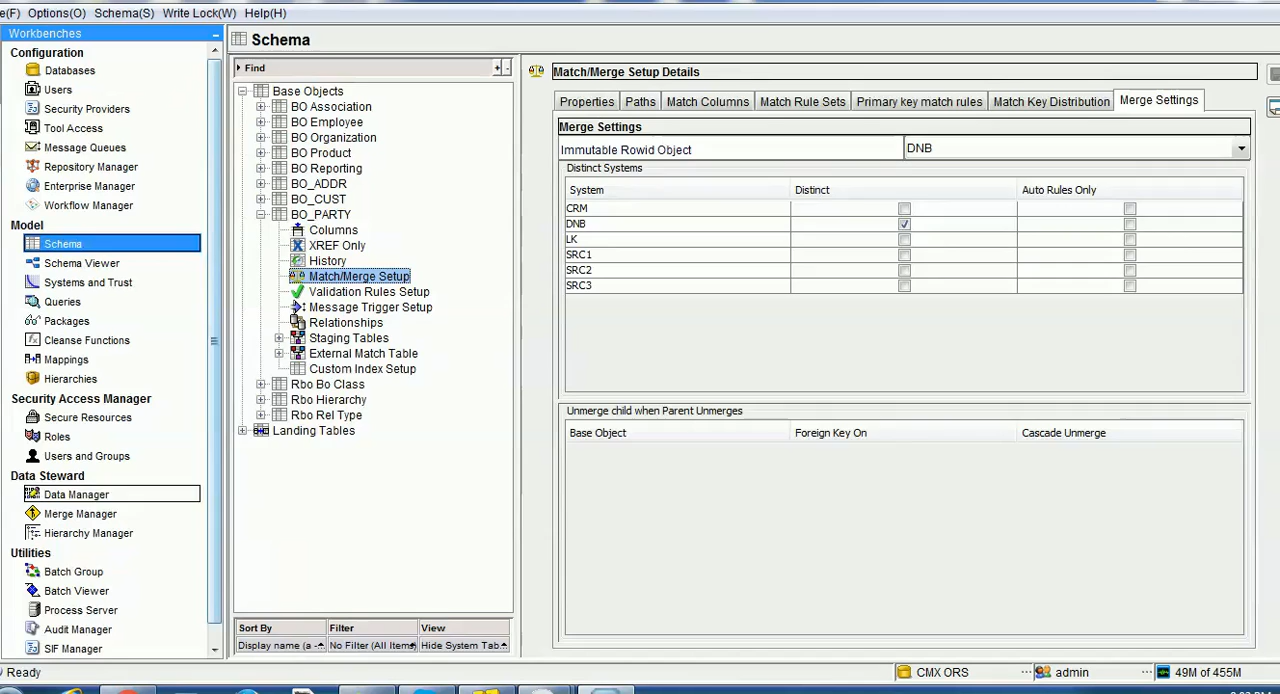 e(F) Options(O) Schema(S) Write Lock(W) Help(H)
Workbenches
Configuration
Databases
Users
Security Providers
Tool Access
Message Queues
Repository Manager
Enterprise Manager
Workflow Manager
Model
Schema
Schema Viewer
Systems and Trust
Queries
Packages
Cleanse Functions
Mappings
Hierarchies
Security Access Manager
Secure Resources
Roles
Users and Groups
Data Steward
Data Manager
Merge Manager
Hierarchy Manager
Utilities
Batch Group
Batch Viewer
Process Server
Audit Manager
SIF Manager
Schema
Find
Base Objects
BO Association
BO Employee
BO Organization
BO Product
BO Reporting
BO_ADDR
BO_CUST
BO_PARTY
Columns
XREF Only
History
Match/Merge Setup
Validation Rules Setup
Message Trigger Setup
Relationships
Staging Tables
External Match Table
Custom Index Setup
Rbo Bo Class
Rbo Hierarchy
Rbo Rel Type
Landing Tables
Sort By Filter View
Display name (a - No Filter (All Items) Hide System Tab.
Match/Merge Setup Details
Properties Paths Match Columns Match Rule Sets Primary key match rules Match Key Distribution Merge Settings
Merge Settings
Immutable Rowid Object DNB
Distinct Systems
System Distinct Auto Rules Only
CRM
DNB
LK
SRC1
SRC2
SRC3
Unmerge child when Parent Unmerges
Base Object Foreign Key On Cascade Unmerge
Ready CMX ORS admin 49M of 455M